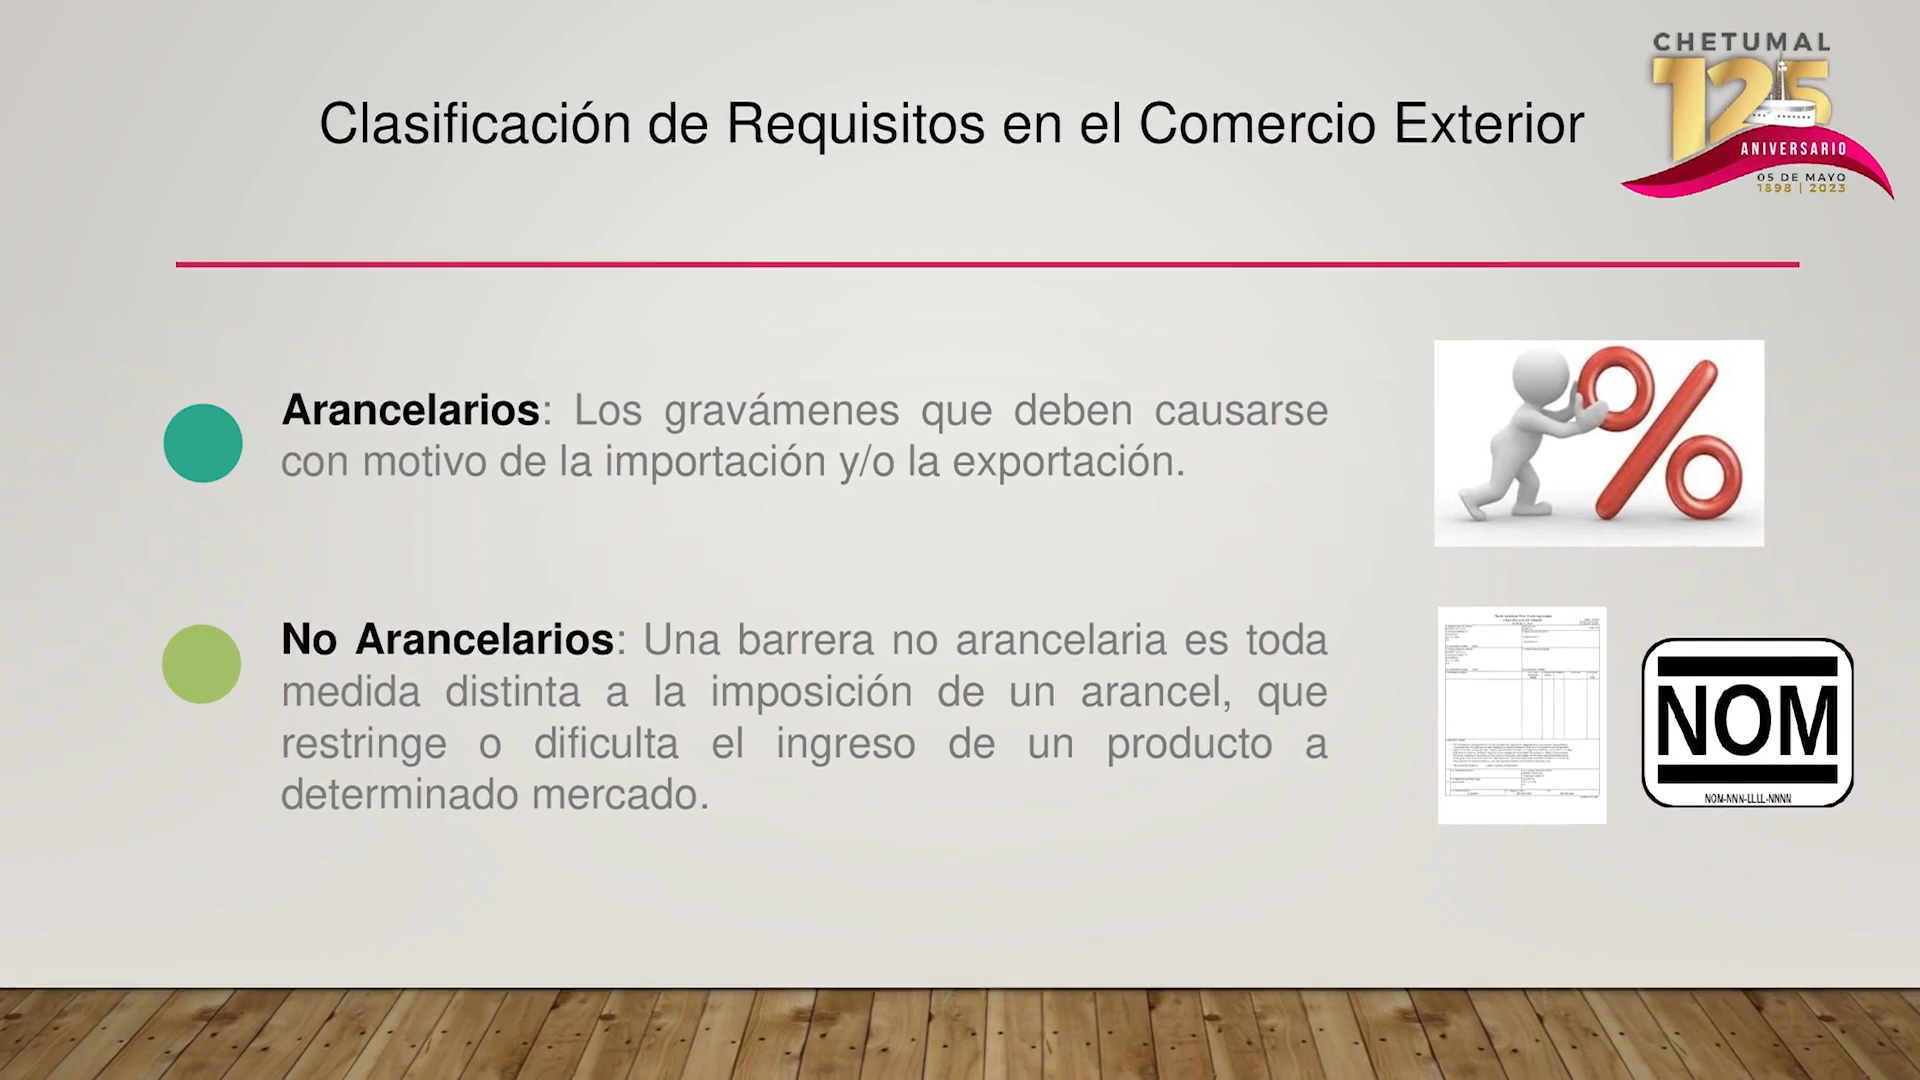 CHETUMAL
125
ANIVERSARIO
05 DE MAYO
1898 | 2023
Clasificación de Requisitos en el Comercio Exterior
Arancelarios: Los gravámenes que deben causarse
con motivo de la importación y/o la exportación.
No Arancelarios: Una barrera no arancelaria es toda
medida distinta a la imposición de un arancel, que
restringe o dificulta el ingreso de un producto a
determinado mercado.
NOM
NOM-NNN-LLLL-NNNN